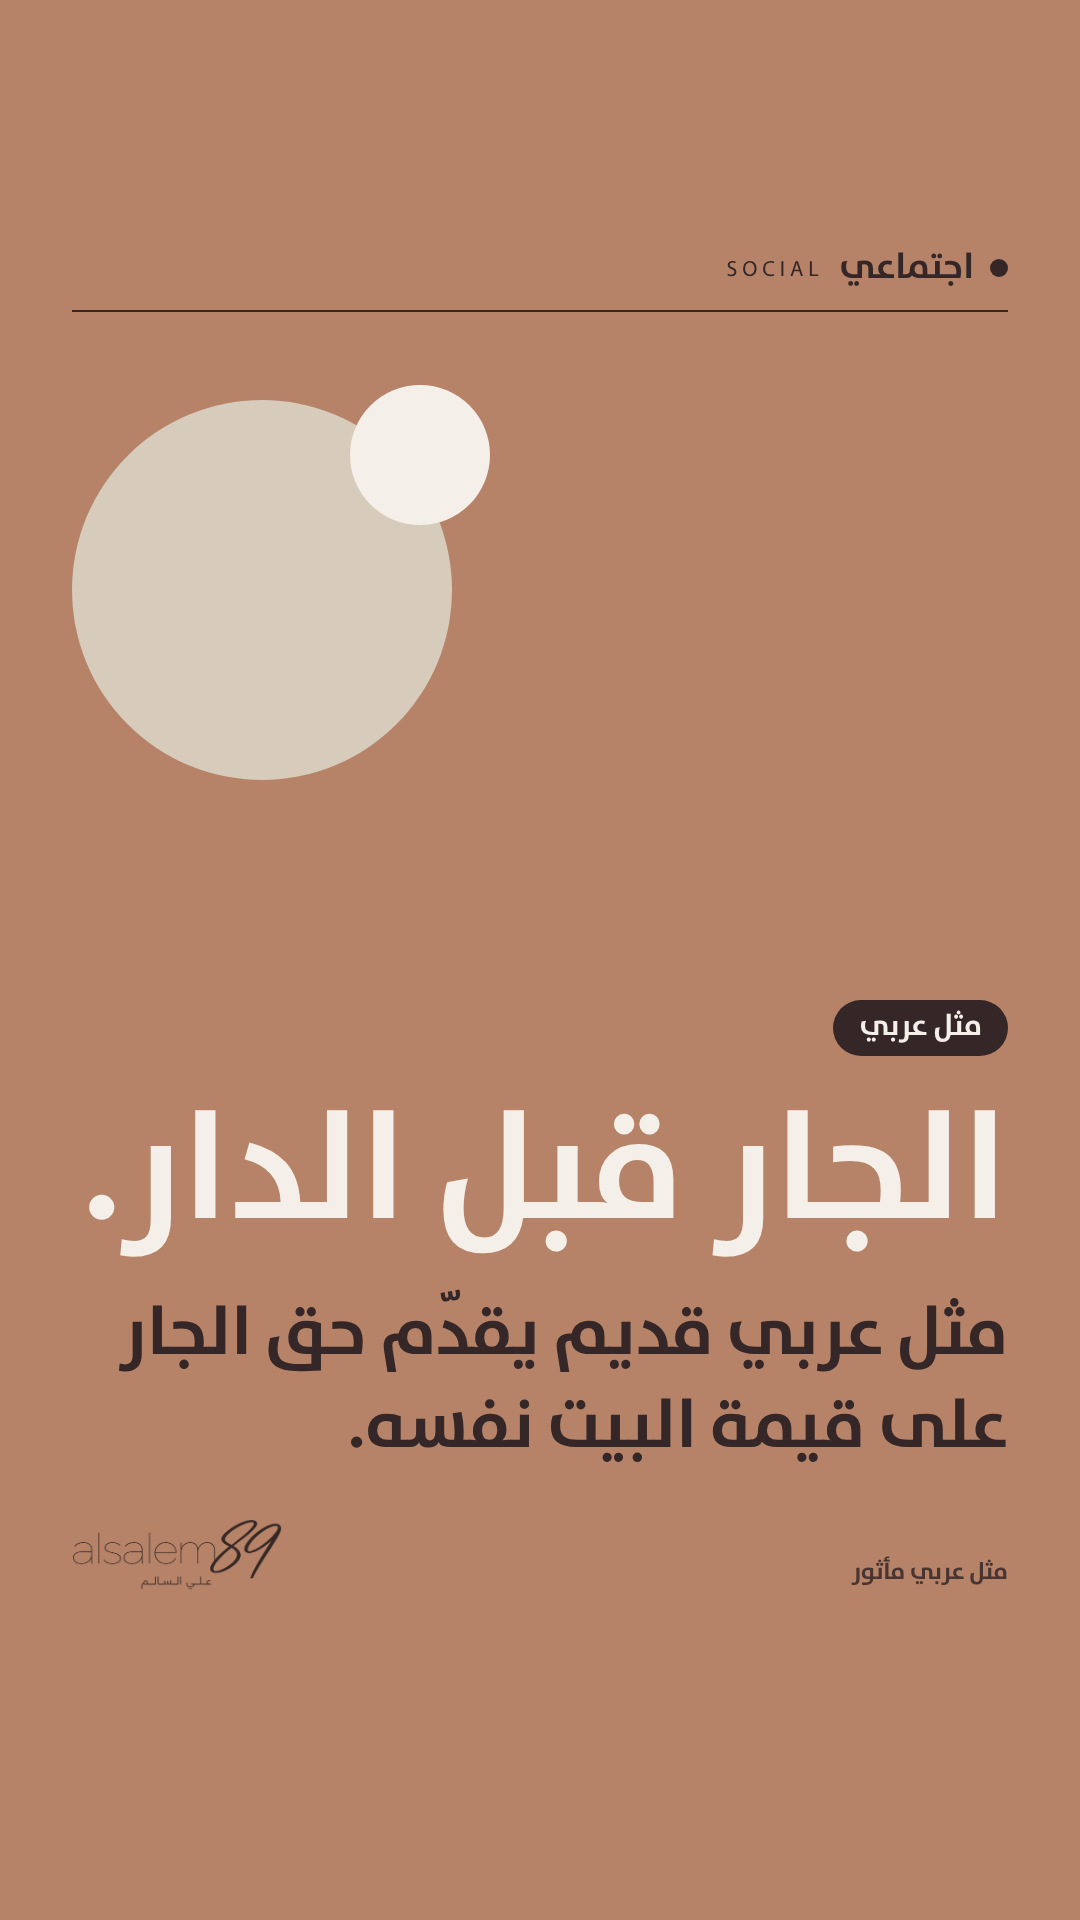 اجتماعي SOCIAL
مثل عربي
الجار قبل الدار.
مثل عربي قديم يقدّم حق الجار
على قيمة البيت نفسه.
مثل عربي مأثور
alsalem89
علي السالم